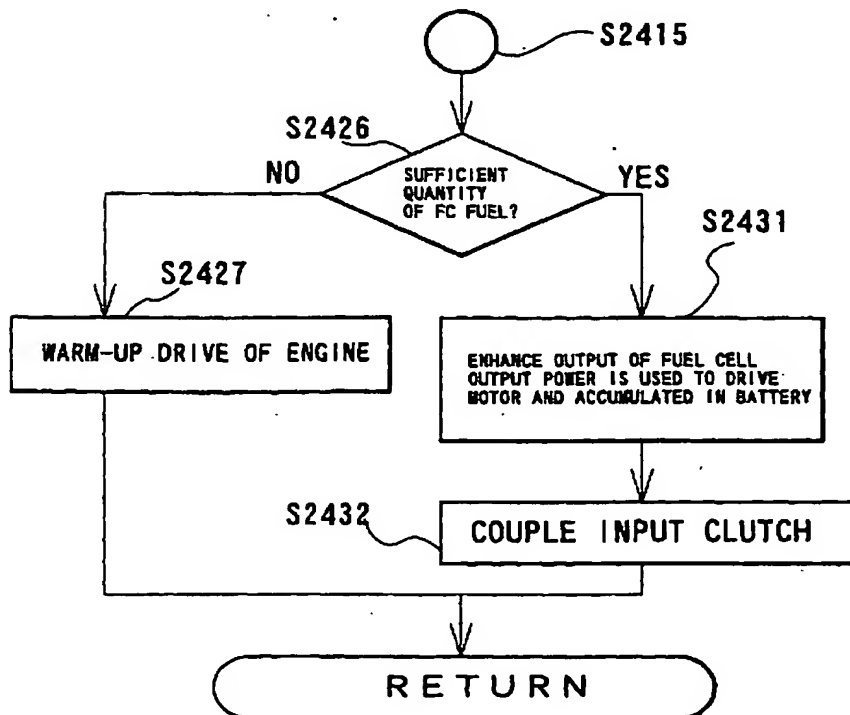 S2415
S2426
NO
SUFFICIENT
QUANTITY
OF FC FUEL?
YES
S2431
S2427
WARM-UP DRIVE OF ENGINE
ENHANCE OUTPUT OF FUEL CELL
OUTPUT POWER IS USED TO DRIVE
MOTOR AND ACCUMULATED IN BATTERY
S2432
COUPLE INPUT CLUTCH
RETURN